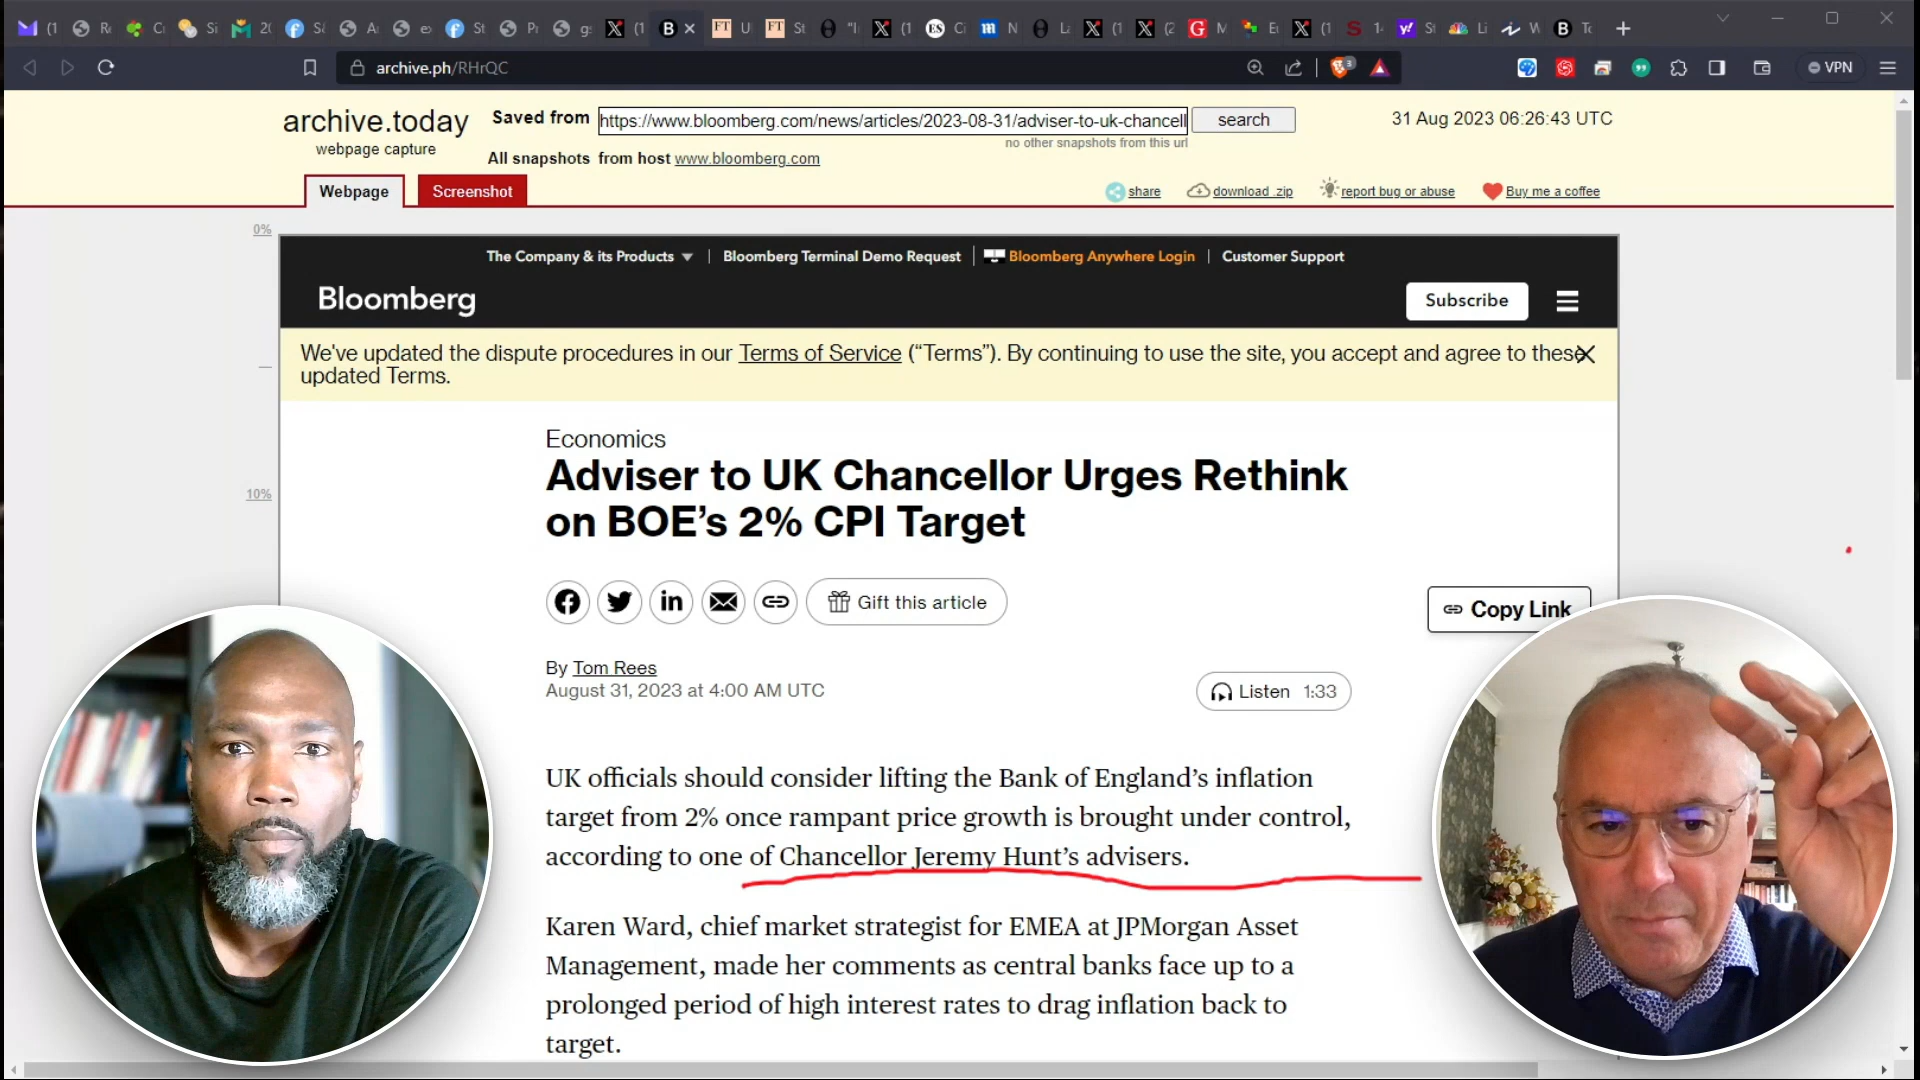 archive.ph/RHrQC
3
VPN
archive.today
webpage capture
Saved from
https://www.bloomberg.com/news/articles/2023-08-31/adviser-to-uk-chancell
search
31 Aug 2023 06:26:43 UTC
no other snapshots from this url
All snapshots from host www.bloomberg.com
Webpage
Screenshot
share
download .zip
report bug or abuse
Buy me a coffee
0%
The Company & its Products
Bloomberg Terminal Demo Request
Bloomberg Anywhere Login
Customer Support
Bloomberg
Subscribe
We've updated the dispute procedures in our Terms of Service (“Terms”). By continuing to use the site, you accept and agree to these
updated Terms.
Economics
Adviser to UK Chancellor Urges Rethink
10%
on BOE’s 2% CPI Target
Gift this article
Copy Link
By Tom Rees
August 31, 2023 at 4:00 AM UTC
Listen 1:33
UK officials should consider lifting the Bank of England’s inflation
target from 2% once rampant price growth is brought under control,
according to one of Chancellor Jeremy Hunt’s advisers.
Karen Ward, chief market strategist for EMEA at JPMorgan Asset
Management, made her comments as central banks face up to a
prolonged period of high interest rates to drag inflation back to
target.